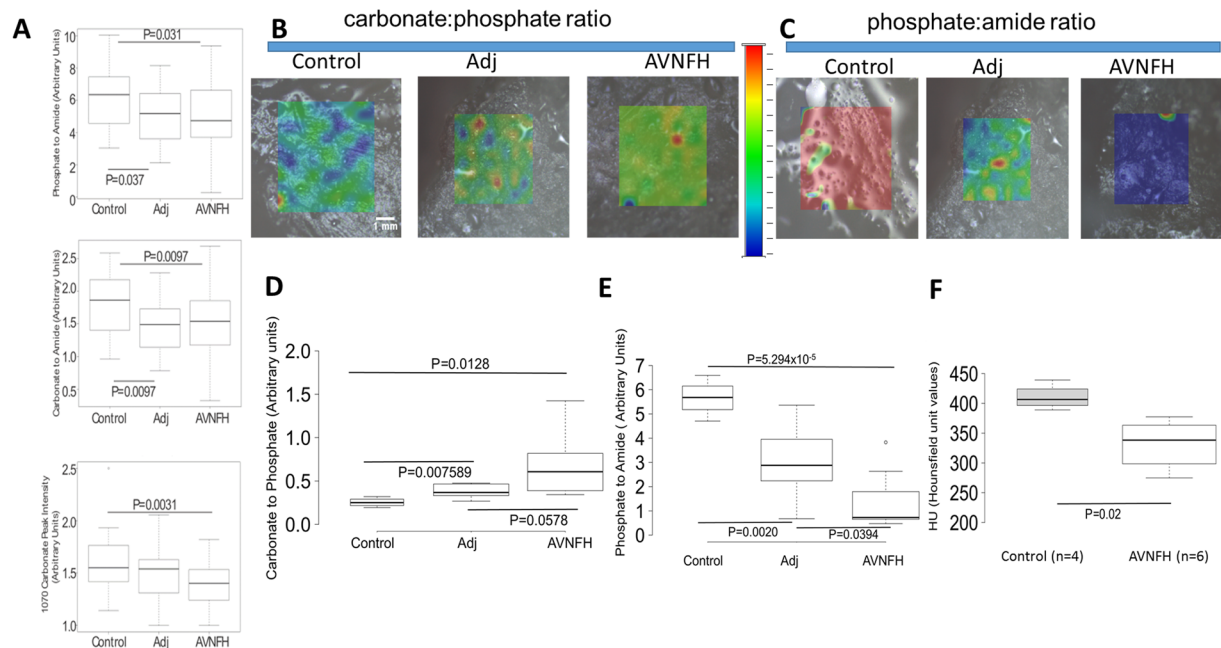 A
Phosphate to Amide (Arbitrary Units)
10
8
6
4
2
0
P=0.031
P=0.037
Control Adj AVNFH
Carbonate to Amide (Arbitrary Units)
2.5
2.0
1.5
1.0
0.5
P=0.0097
P=0.0097
Control Adj AVNFH
1070 Carbonate Peak Intensity
(Arbitrary Units)
2.5
2.0
1.5
1.0
P=0.0031
Control Adj AVNFH
B
carbonate:phosphate ratio
Control Adj AVNFH
1 mm
C
phosphate:amide ratio
Control Adj AVNFH
D
Carbonate to Phosphate (Arbitrary units)
2.0
1.5
1.0
0.5
0.0
P=0.0128
P=0.007589
P=0.0578
Control Adj AVNFH
E
Phosphate to Amide ( Arbitrary Units)
7
6
5
4
3
2
1
0
P=5.294x10-5
P=0.0020
P=0.0394
Control Adj AVNFH
F
HU (Hounsfield unit values)
450
400
350
300
250
200
P=0.02
Control (n=4) AVNFH (n=6)